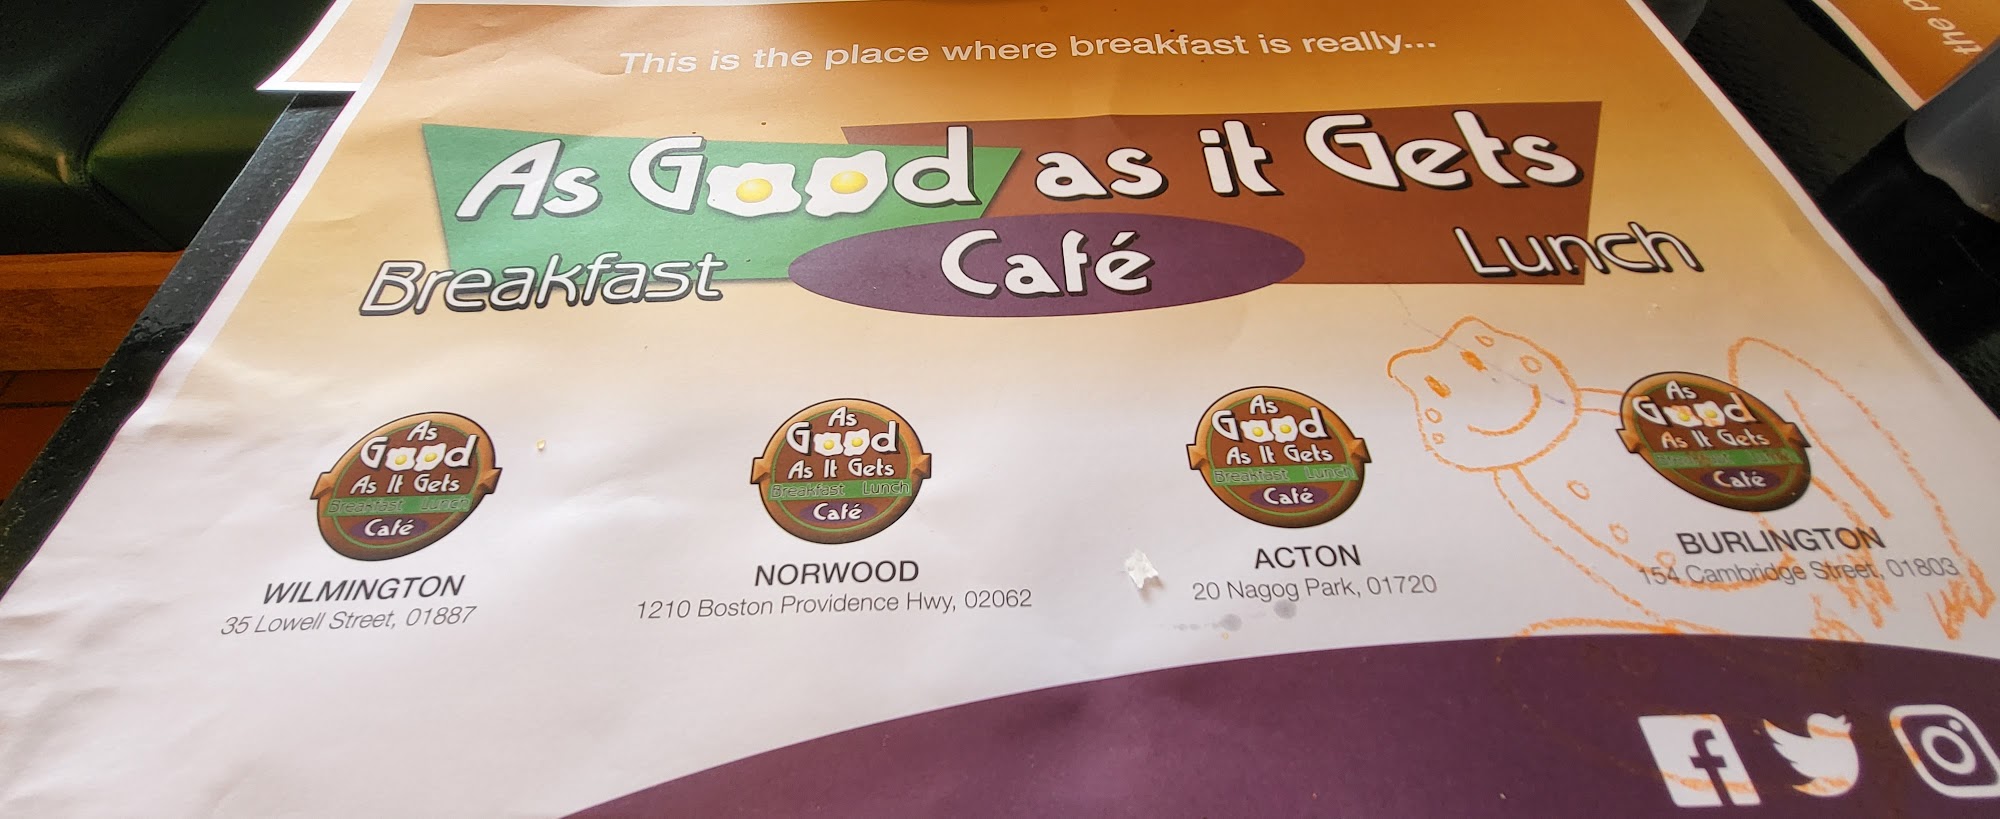 This is the place where breakfast is really...
As Good as it Gets
Breakfast Café Lunch
As
Good
As It Gets
Breakfast Lunch
Café
WILMINGTON
35 Lowell Street, 01887
As
Good
As It Gets
Breakfast Lunch
Café
NORWOOD
1210 Boston Providence Hwy, 02062
As
Good
As It Gets
Breakfast Lunch
Café
ACTON
20 Nagog Park, 01720
As
Good
As It Gets
Breakfast Lunch
Café
BURLINGTON
154 Cambridge Street, 01803
the p